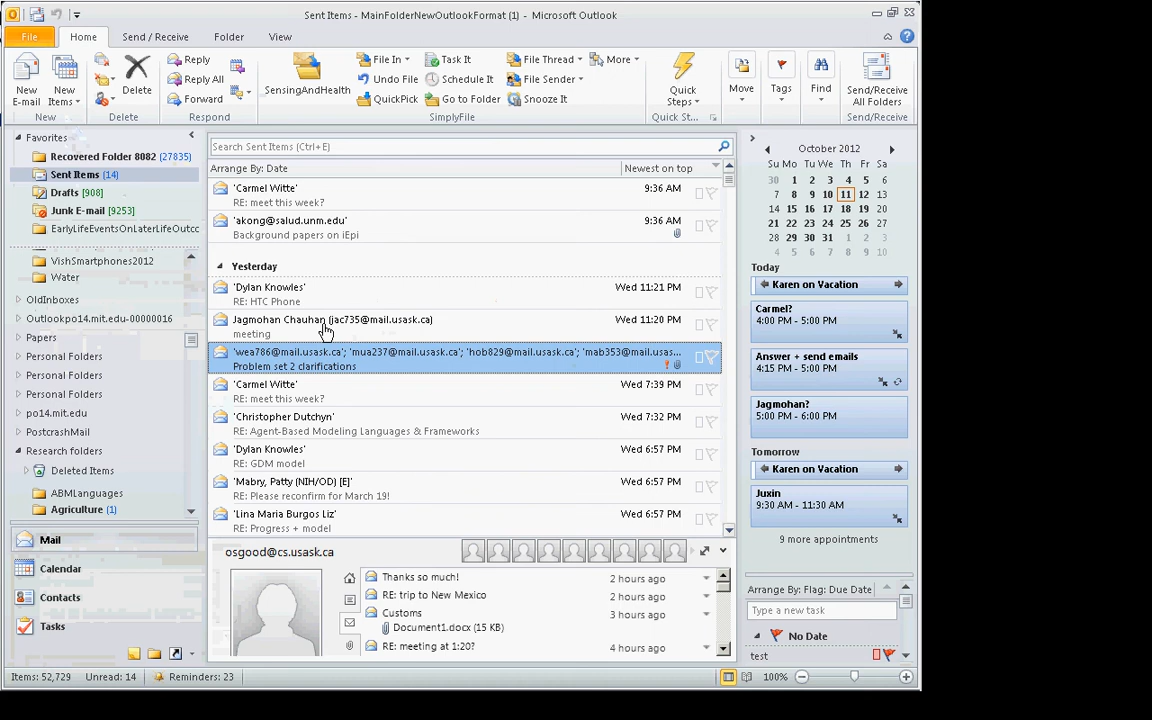 Sent Items - MainFolderNewOutlookFormat (1) - Microsoft Outlook
File Home Send / Receive Folder View
New E-mail
New Items
Delete
Reply
Reply All
Forward
SensingAndHealth
File In
Undo File
QuickPick
Task It
Schedule It
Go to Folder
File Thread
File Sender
Snooze It
More
Quick Steps
Move
Tags
Find
Send/Receive All Folders
New Delete Respond SimplyFile Quick St... Send/Receive
Favorites
Recovered Folder 8082 (27835)
Sent Items (14)
Drafts [908]
Junk E-mail [9253]
EarlyLifeEventsOnLaterLifeOutcc
VishSmartphones2012
Water
OldInboxes
Outlookpo14.mit.edu-00000016
Papers
Personal Folders
Personal Folders
Personal Folders
po14.mit.edu
PostcrashMail
Research folders
Deleted Items
ABMLanguages
Agriculture (1)
Mail
Calendar
Contacts
Tasks
Search Sent Items (Ctrl+E)
Arrange By: Date Newest on top
'Carmel Witte' 9:36 AM
RE: meet this week?
'akong@salud.unm.edu' 9:36 AM
Background papers on iEpi
Yesterday
'Dylan Knowles' Wed 11:21 PM
RE: HTC Phone
Jagmohan Chauhan (jac735@mail.usask.ca) Wed 11:20 PM
meeting
'wea786@mail.usask.ca'; 'mua237@mail.usask.ca'; 'hob829@mail.usask.ca'; 'mab353@mail.usas...
Problem set 2 clarifications
'Carmel Witte' Wed 7:39 PM
RE: meet this week?
'Christopher Dutchyn' Wed 7:32 PM
RE: Agent-Based Modeling Languages & Frameworks
'Dylan Knowles' Wed 6:57 PM
RE: GDM model
'Mabry, Patty (NIH/OD) [E]' Wed 6:57 PM
RE: Please reconfirm for March 19!
'Lina Maria Burgos Liz' Wed 6:57 PM
RE: Progress + model
osgood@cs.usask.ca
Thanks so much! 2 hours ago
RE: trip to New Mexico 2 hours ago
Customs 3 hours ago
Document1.docx (15 KB)
RE: meeting at 1:20? 4 hours ago
October 2012
Su Mo Tu We Th Fr Sa
30 1 2 3 4 5 6
7 8 9 10 11 12 13
14 15 16 17 18 19 20
21 22 23 24 25 26 27
28 29 30 31 1 2 3
4 5 6 7 8 9 10
Today
Karen on Vacation
Carmel?
4:00 PM - 5:00 PM
Answer + send emails
4:15 PM - 5:00 PM
Jagmohan?
5:00 PM - 6:00 PM
Tomorrow
Karen on Vacation
Juxin
9:30 AM - 11:30 AM
9 more appointments
Arrange By: Flag: Due Date
Type a new task
No Date
test
Items: 52,729 Unread: 14 Reminders: 23 100%